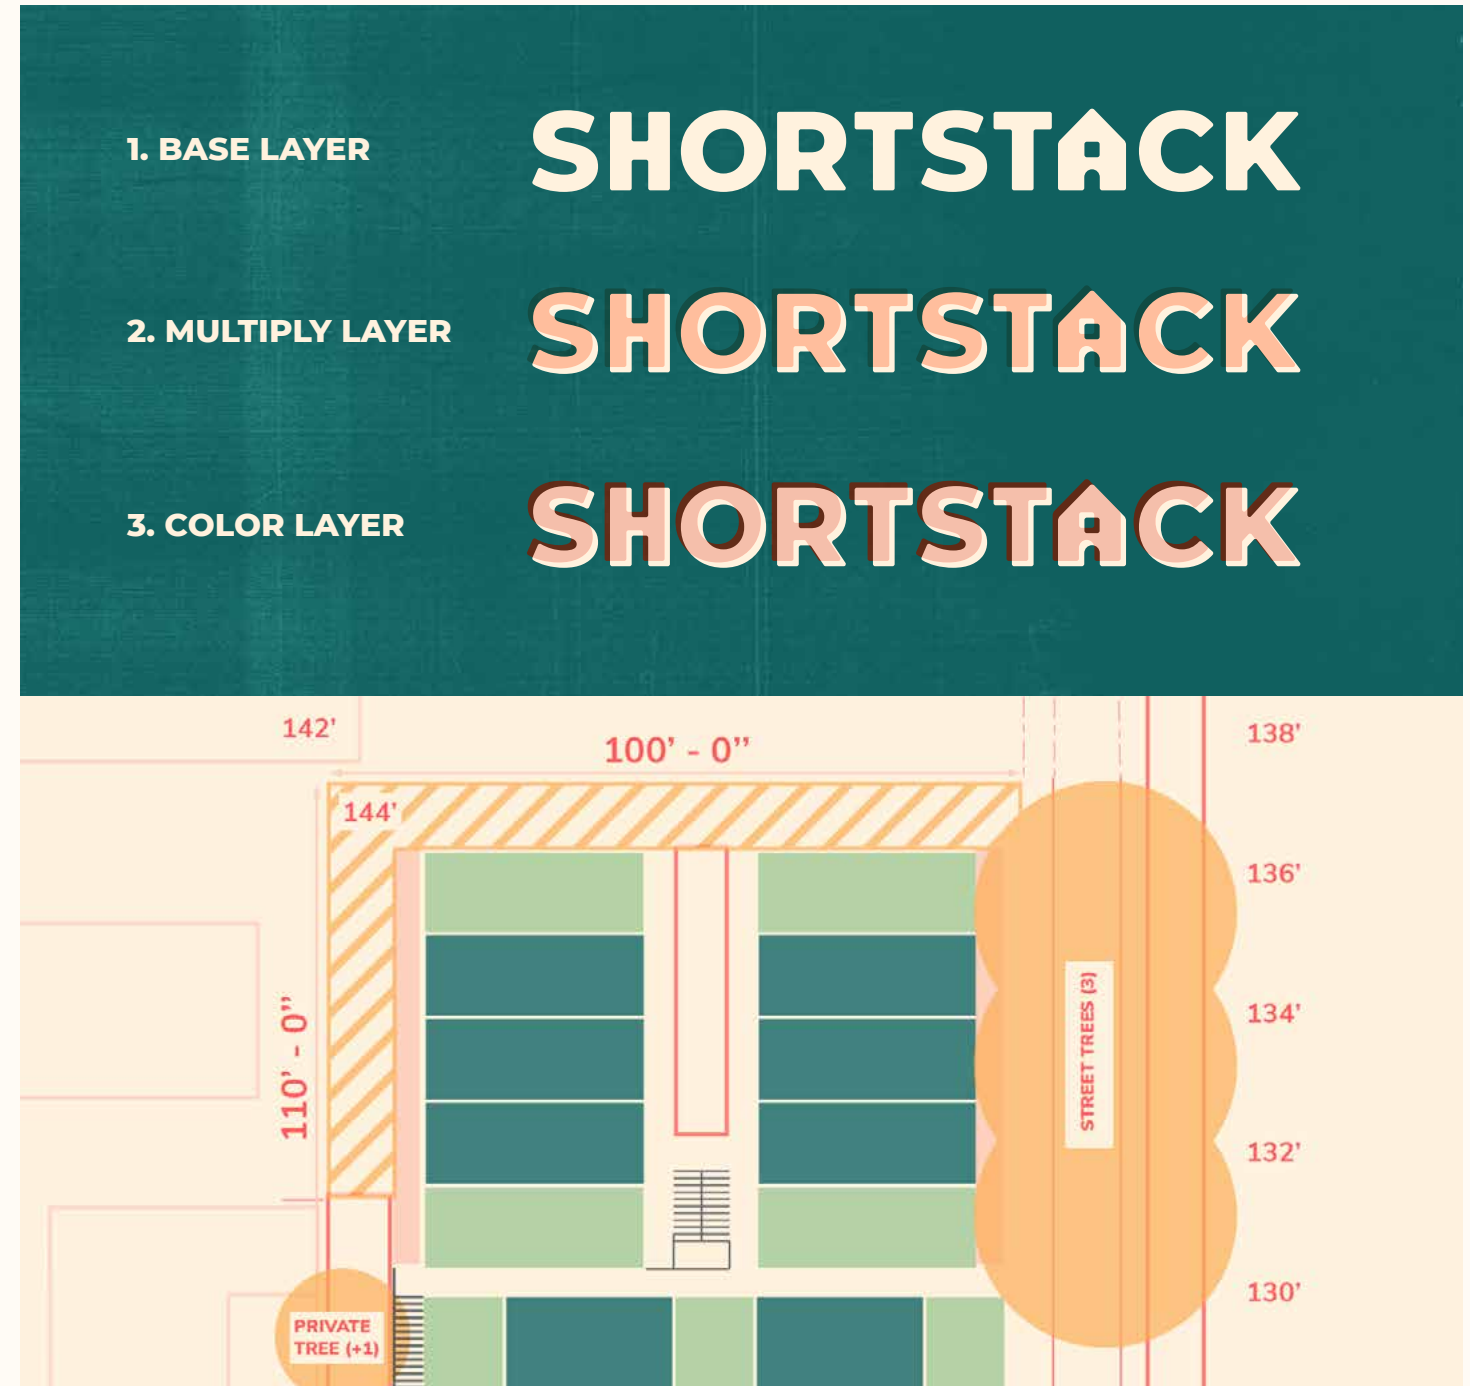 1. BASE LAYER
SHORTSTACK
2. MULTIPLY LAYER
SHORTSTACK
3. COLOR LAYER
SHORTSTACK
142’
100’ - 0’’
138’
144’
136’
110’ - 0’’
STREET TREES (3)
134’
132’
130’
PRIVATE
TREE (+1)